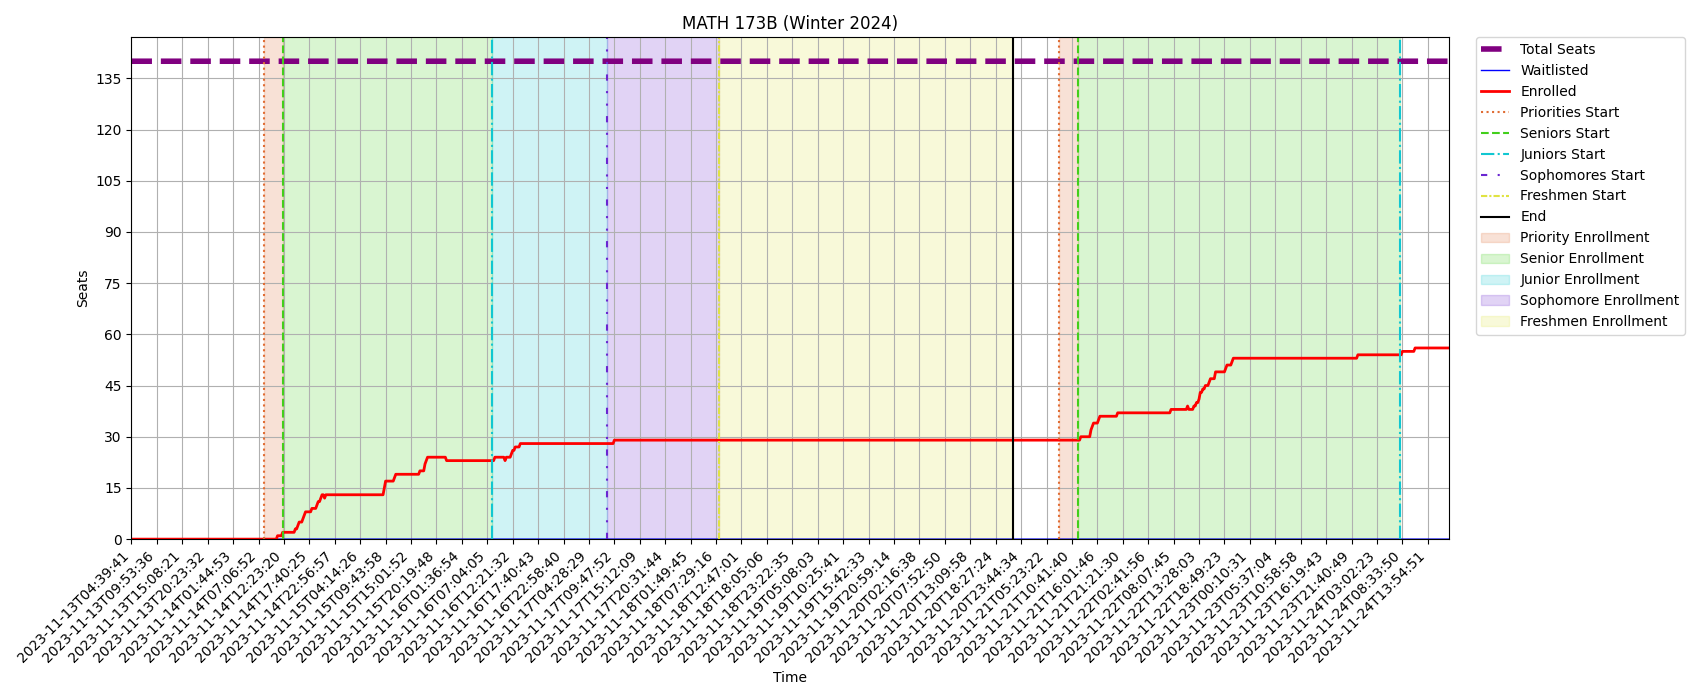 MATH 173B (Winter 2024)
Seats
135
120
105
90
75
60
45
30
15
0
2023-11-13T04:39:41
2023-11-13T09:53:36
2023-11-13T15:08:21
2023-11-13T20:23:32
2023-11-14T01:44:53
2023-11-14T07:06:52
2023-11-14T12:23:20
2023-11-14T17:40:25
2023-11-14T22:56:57
2023-11-15T04:14:26
2023-11-15T09:43:58
2023-11-15T15:01:52
2023-11-15T20:19:48
2023-11-16T01:36:54
2023-11-16T07:04:05
2023-11-16T12:21:32
2023-11-16T17:40:43
2023-11-16T22:58:40
2023-11-17T04:28:29
2023-11-17T09:47:52
2023-11-17T15:12:09
2023-11-17T20:31:44
2023-11-18T01:49:45
2023-11-18T07:29:16
2023-11-18T12:47:01
2023-11-18T18:05:06
2023-11-18T23:22:35
2023-11-19T05:08:03
2023-11-19T10:25:41
2023-11-19T15:42:33
2023-11-19T20:59:14
2023-11-20T02:16:38
2023-11-20T07:52:50
2023-11-20T13:09:58
2023-11-20T18:27:24
2023-11-20T23:44:34
2023-11-21T05:23:22
2023-11-21T10:41:40
2023-11-21T16:01:46
2023-11-21T21:21:30
2023-11-22T02:41:56
2023-11-22T08:07:45
2023-11-22T13:28:03
2023-11-22T18:49:23
2023-11-23T00:10:31
2023-11-23T05:37:04
2023-11-23T10:58:58
2023-11-23T16:19:43
2023-11-23T21:40:49
2023-11-24T03:02:23
2023-11-24T08:33:50
2023-11-24T13:54:51
Time
Total Seats
Waitlisted
Enrolled
Priorities Start
Seniors Start
Juniors Start
Sophomores Start
Freshmen Start
End
Priority Enrollment
Senior Enrollment
Junior Enrollment
Sophomore Enrollment
Freshmen Enrollment